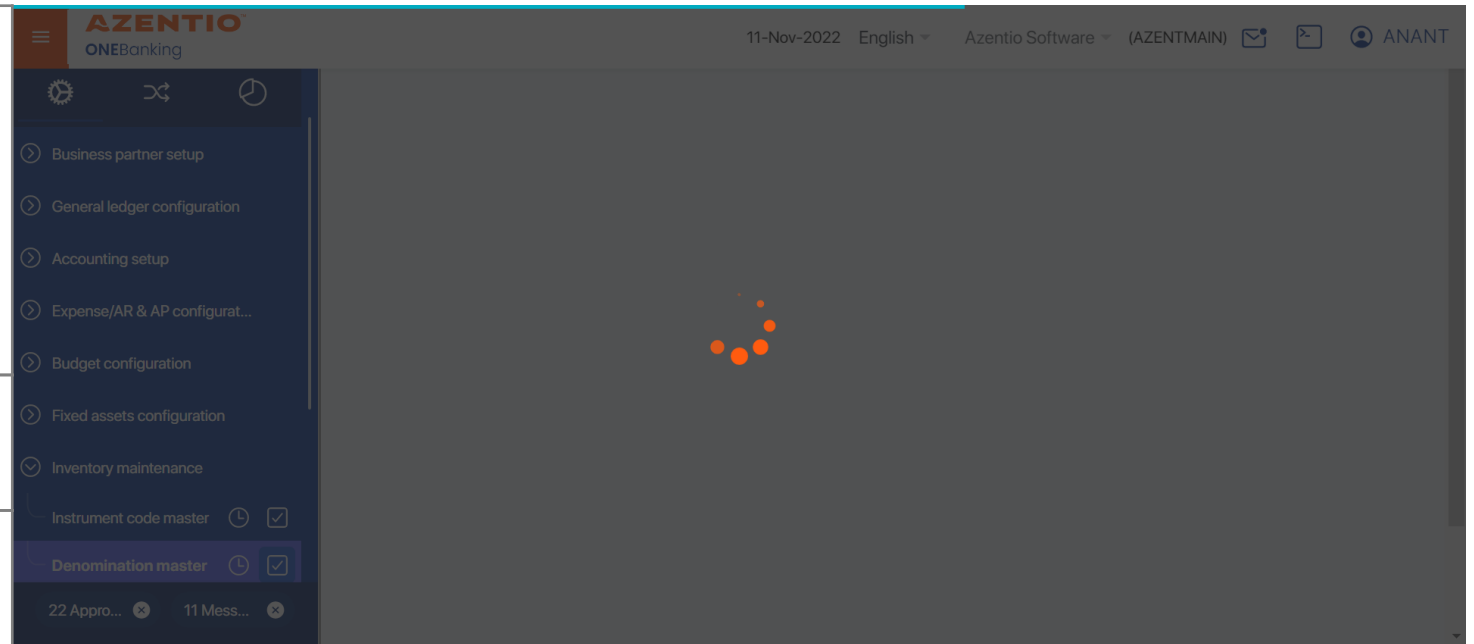 AZENTIO
ONEBanking
11-Nov-2022 English Azentio Software (AZENTMAIN) ANANT
Business partner setup
General ledger configuration
Accounting setup
Expense/AR & AP configurat...
Budget configuration
Fixed assets configuration
Inventory maintenance
Instrument code master
Denomination master
22 Appro... 11 Mess...